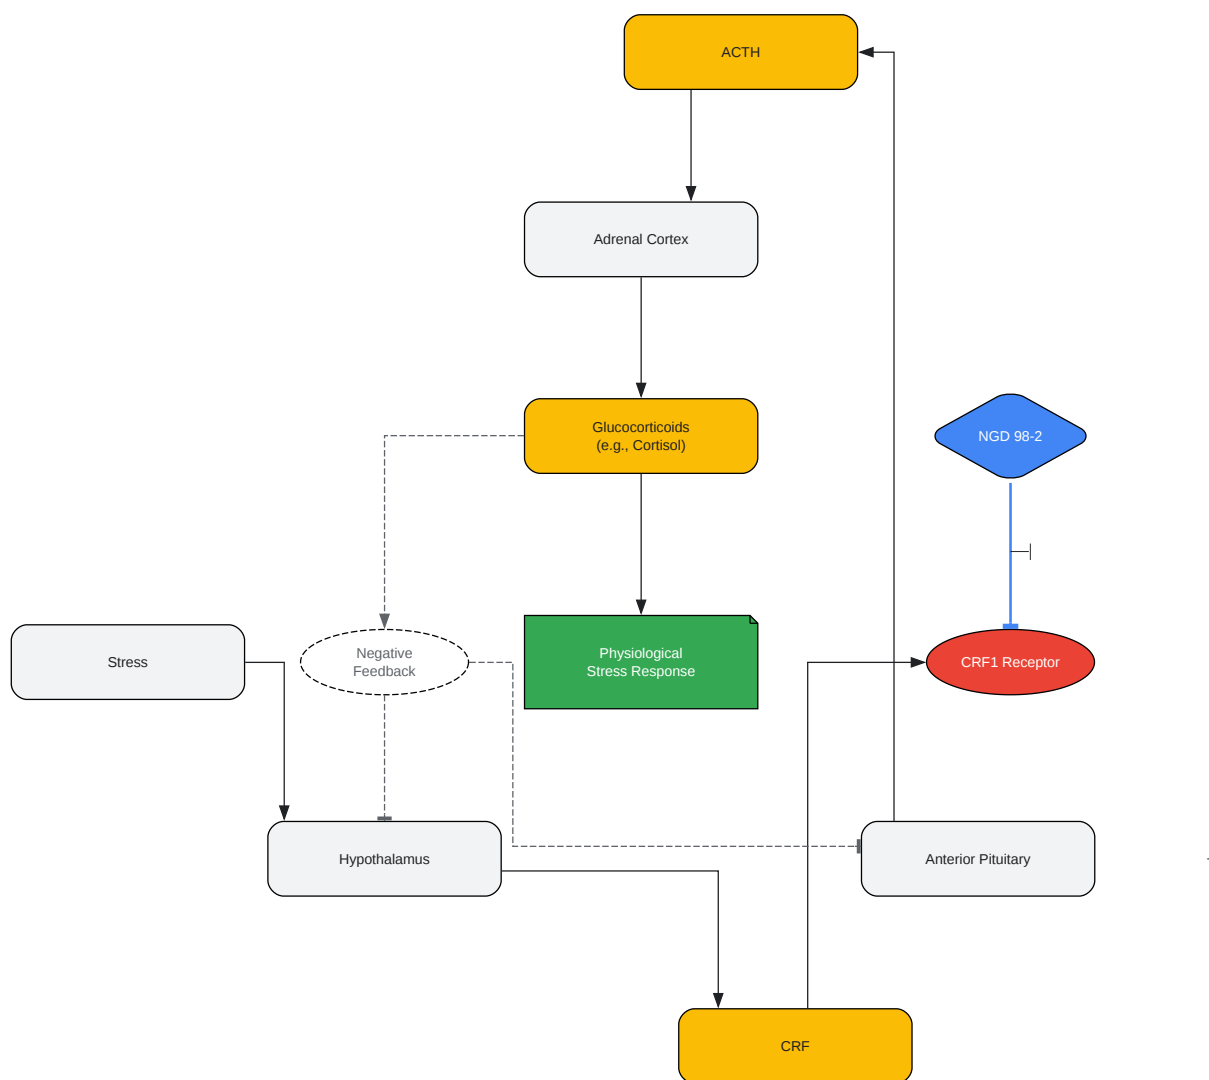 ACTH
Adrenal Cortex
Glucocorticoids
(e.g., Cortisol)
NGD 98-2
Stress
Negative
Feedback
Physiological
Stress Response
CRF1 Receptor
Hypothalamus
Anterior Pituitary
CRF